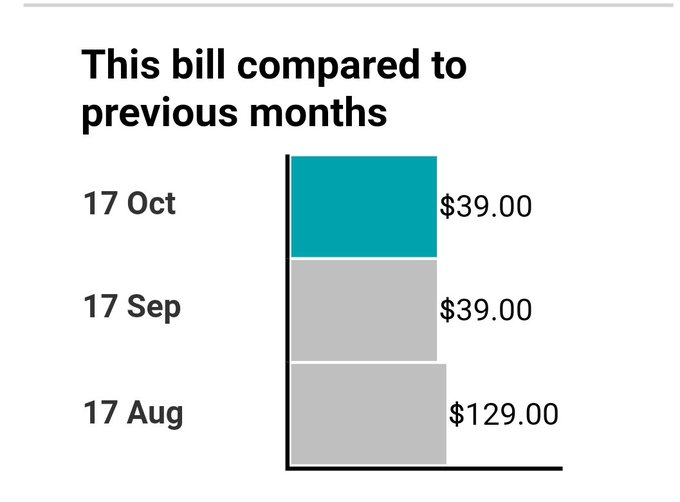 This bill compared to
previous months
17 Oct $39.00
17 Sep $39.00
17 Aug $129.00